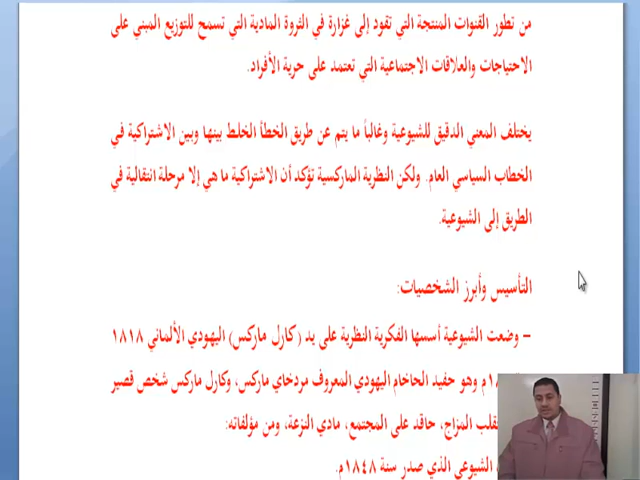 من تطور القنوات المنتجة التي تقود إلى غزارة في الثروة المادية التي تسمح للتوزيع المبني على
الاحتياجات والعلاقات الاجتماعية التي تعتمد على حرية الأفراد.
يختلف المعني الدقيق للشيوعية وغالباً ما يتم عن طريق الخطأ الخلط بينها وبين الاشتراكية في
الخطاب السياسي العام. ولكن النظرية الماركسية تؤكد أن الاشتراكية ما هي إلا مرحلة انتقالية في
الطريق إلى الشيوعية.
التأسيس وأبرز الشخصيات:
– وضعت الشيوعية أسسها الفكرية النظرية على يد (كارل ماركس) اليهودي الألماني ١٨١٨
م وهو حفيد الحاخام اليهودي المعروف مردخاي ماركس، وكارل ماركس شخص قصير
المزاج، حاقد على المجتمع، مادي النزعة، ومن مؤلفاته:
الشيوعي الذي صدر سنة ١٨٤٨م.